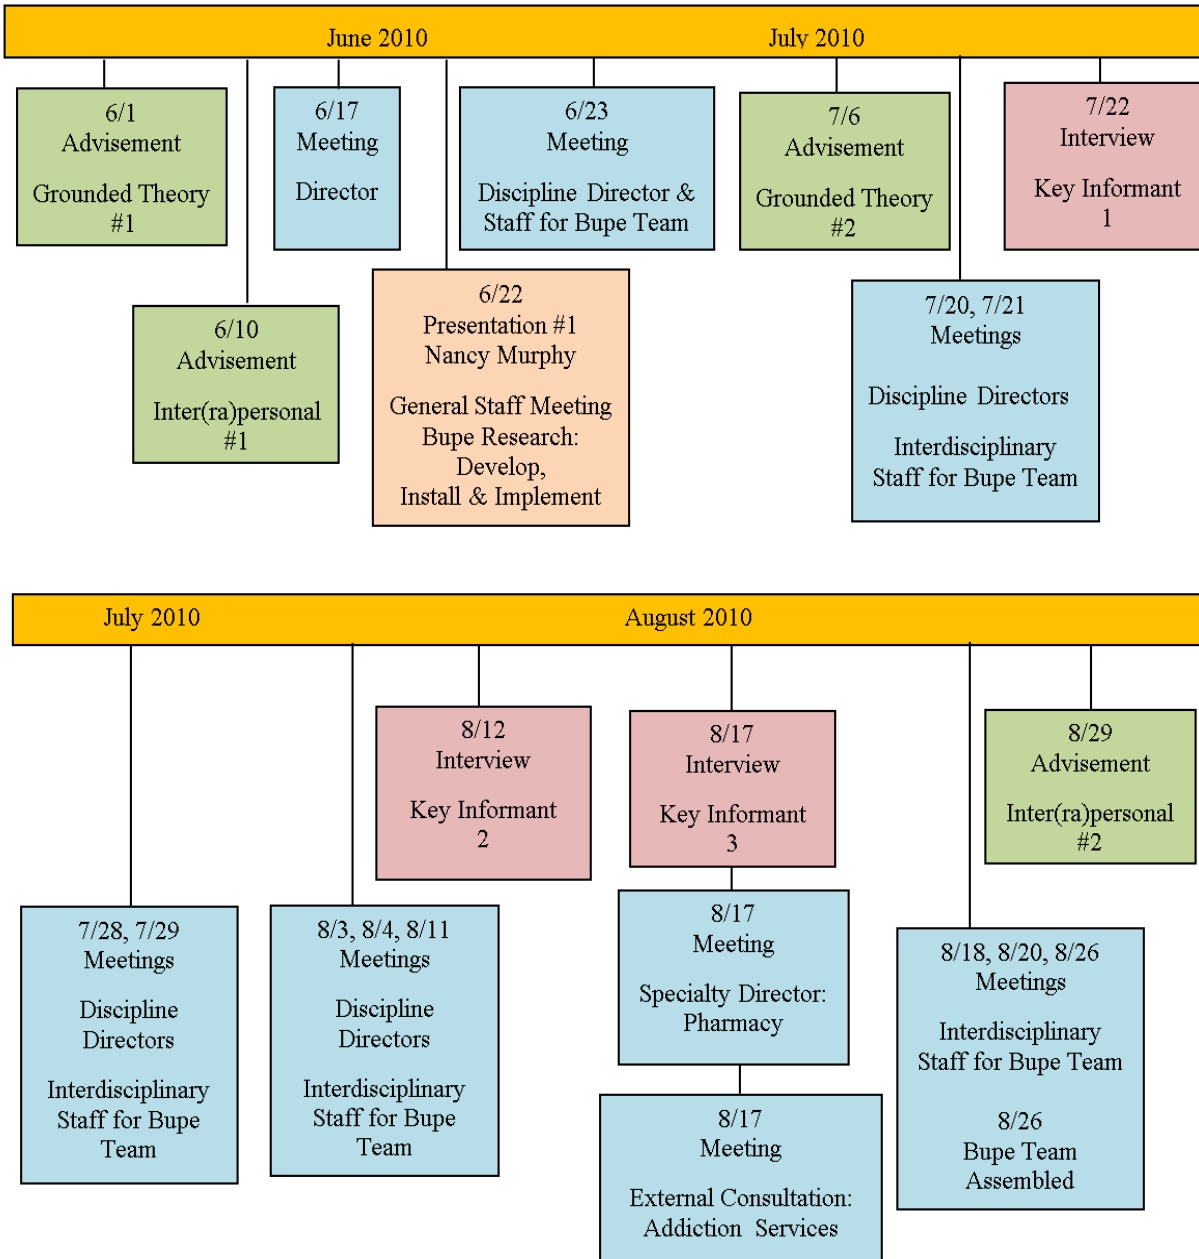 June 2010
July 2010
6/1
Advisement
Grounded Theory
#1
6/10
Advisement
Inter(ra)personal
#1
6/17
Meeting
Director
6/22
Presentation #1
Nancy Murphy
General Staff Meeting
Bupe Research:
Develop,
Install & Implement
6/23
Meeting
Discipline Director &
Staff for Bupe Team
7/6
Advisement
Grounded Theory
#2
7/20, 7/21
Meetings
Discipline Directors
Interdisciplinary
Staff for Bupe Team
7/22
Interview
Key Informant
1
July 2010
August 2010
7/28, 7/29
Meetings
Discipline
Directors
Interdisciplinary
Staff for Bupe
Team
8/3, 8/4, 8/11
Meetings
Discipline
Directors
Interdisciplinary
Staff for Bupe
Team
8/12
Interview
Key Informant
2
8/17
Interview
Key Informant
3
8/17
Meeting
Specialty Director:
Pharmacy
8/17
Meeting
External Consultation:
Addiction Services
8/18, 8/20, 8/26
Meetings
Interdisciplinary
Staff for Bupe Team
8/26
Bupe Team
Assembled
8/29
Advisement
Inter(ra)personal
#2